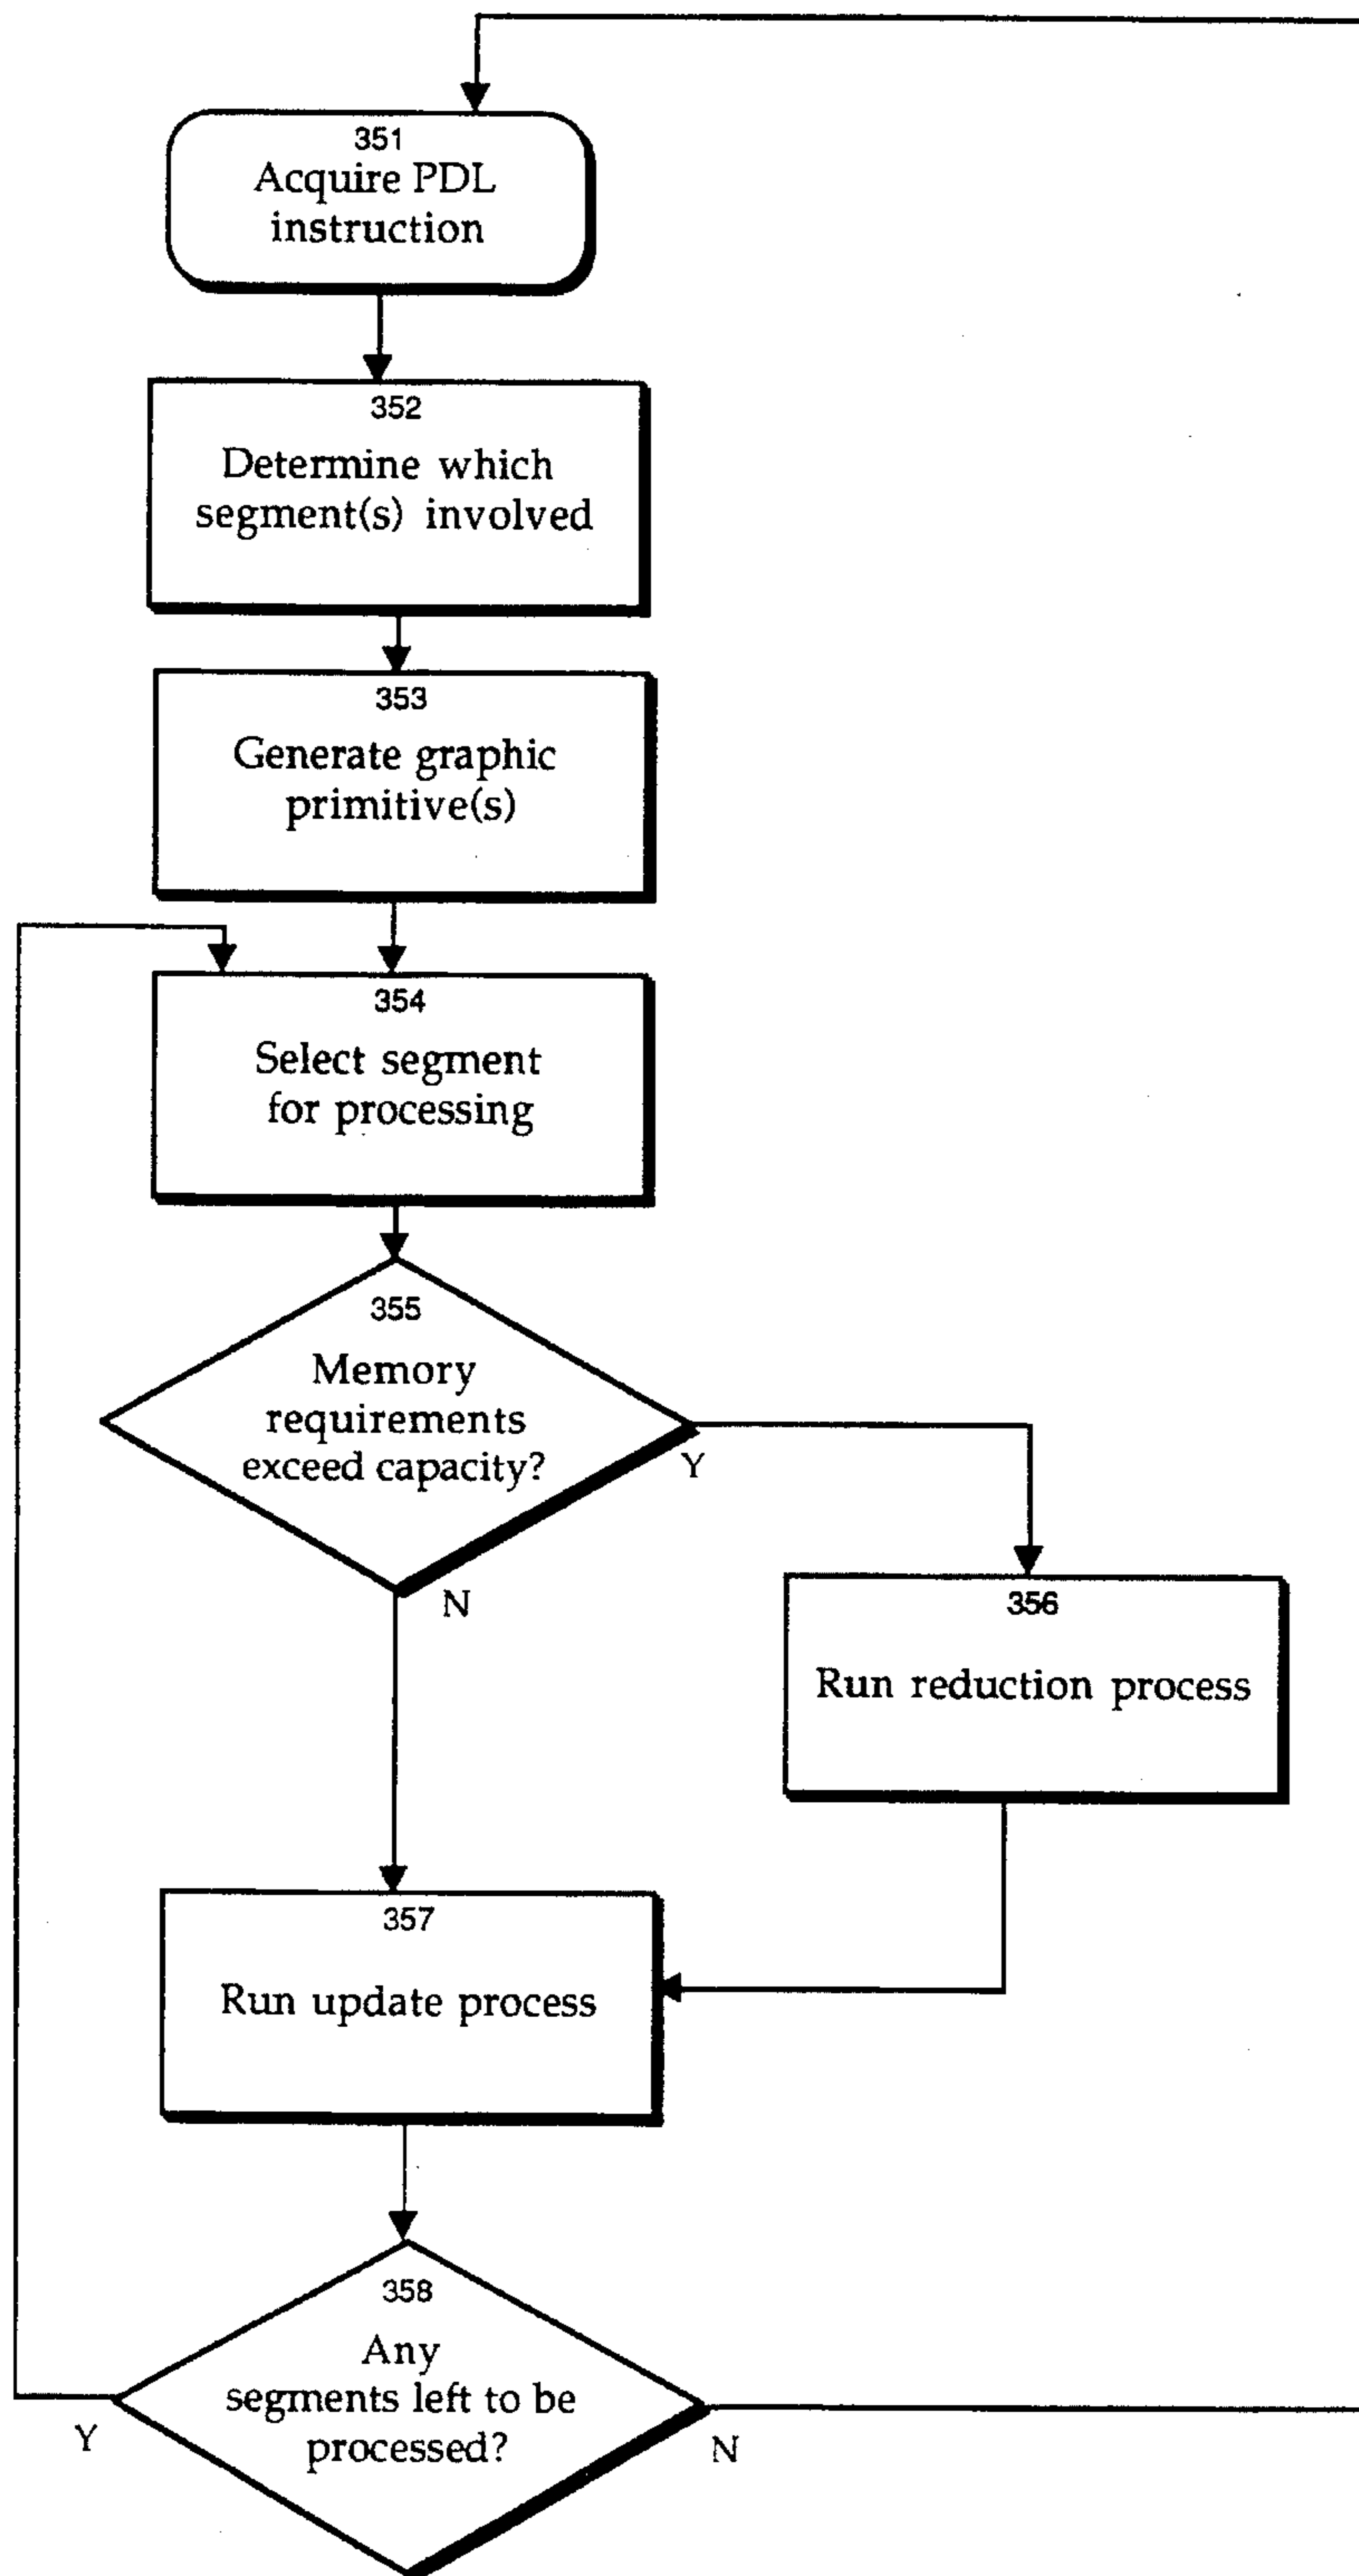 351
Acquire PDL
instruction
352
Determine which
segment(s) involved
353
Generate graphic
primitive(s)
354
Select segment
for processing
355
Memory
requirements
exceed capacity?
Y
N
356
Run reduction process
357
Run update process
358
Any
segments left to be
processed?
Y
N